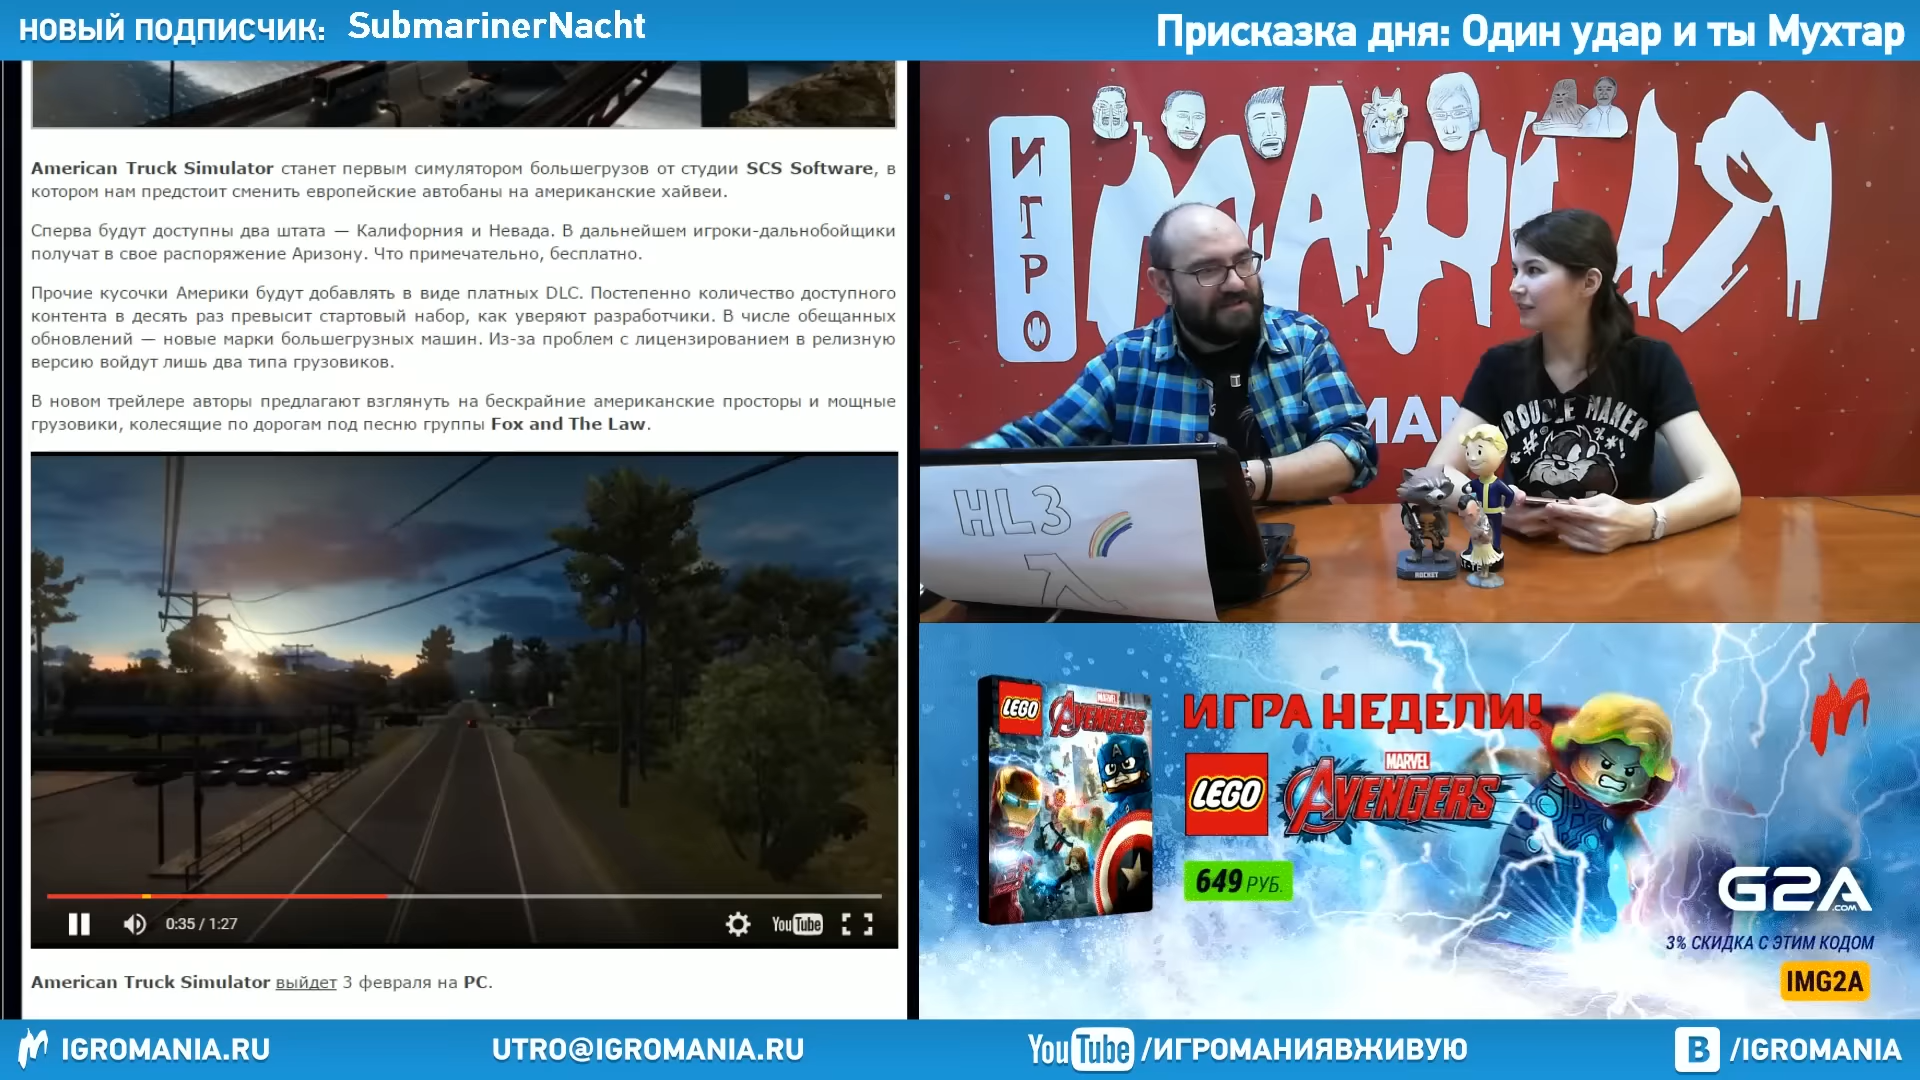 НОВЫЙ ПОДПИСЧИК: SubmarinerNacht
Присказка дня: Один удар и ты Мухтар
American Truck Simulator станет первым симулятором большегрузов от студии SCS Software, в
котором нам предстоит сменить европейские автобаны на американские хайвеи.
Сперва будут доступны два штата — Калифорния и Невада. В дальнейшем игроки-дальнобойщики
получат в свое распоряжение Аризону. Что примечательно, бесплатно.
Прочие кусочки Америки будут добавлять в виде платных DLC. Постепенно количество доступного
контента в десять раз превысит стартовый набор, как уверяют разработчики. В числе обещанных
обновлений — новые марки большегрузных машин. Из-за проблем с лицензированием в релизную
версию войдут лишь два типа грузовиков.
В новом трейлере авторы предлагают взглянуть на бескрайние американские просторы и мощные
грузовики, колесящие по дорогам под песню группы Fox and The Law.
0:35 / 1:27
YouTube
American Truck Simulator выйдет 3 февраля на PC.
ИГРО
МАНИЯ
MAN
TROUBLE MAKER
HL3
ROCKET
LEGO
MARVEL
AVENGERS
ИГРА НЕДЕЛИ!
LEGO
MARVEL
AVENGERS
649 РУБ.
G2A
.COM
3% СКИДКА С ЭТИМ КОДОМ
IMG2A
IGROMANIA.RU
UTRO@IGROMANIA.RU
YouTube /ИГРОМАНИЯВЖИВУЮ
B /IGROMANIA